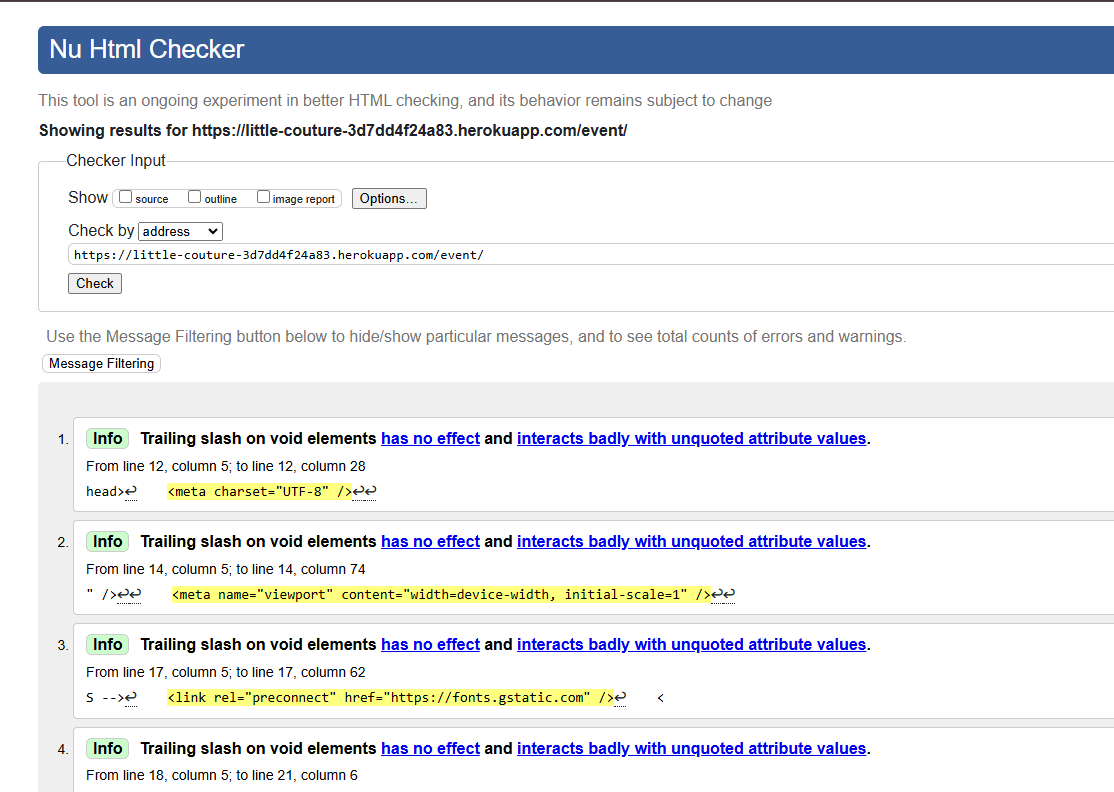 Nu Html Checker
This tool is an ongoing experiment in better HTML checking, and its behavior remains subject to change
Showing results for https://little-couture-3d7dd4f24a83.herokuapp.com/event/
Checker Input
Show source outline image report Options...
Check by address
https://little-couture-3d7dd4f24a83.herokuapp.com/event/
Check
Use the Message Filtering button below to hide/show particular messages, and to see total counts of errors and warnings.
Message Filtering
1. Info Trailing slash on void elements has no effect and interacts badly with unquoted attribute values.
From line 12, column 5; to line 12, column 28
head>↩ <meta charset="UTF-8" />↩↩
2. Info Trailing slash on void elements has no effect and interacts badly with unquoted attribute values.
From line 14, column 5; to line 14, column 74
" />↩↩ <meta name="viewport" content="width=device-width, initial-scale=1" />↩↩
3. Info Trailing slash on void elements has no effect and interacts badly with unquoted attribute values.
From line 17, column 5; to line 17, column 62
S -->↩ <link rel="preconnect" href="https://fonts.gstatic.com" />↩ <
4. Info Trailing slash on void elements has no effect and interacts badly with unquoted attribute values.
From line 18, column 5; to line 21, column 6